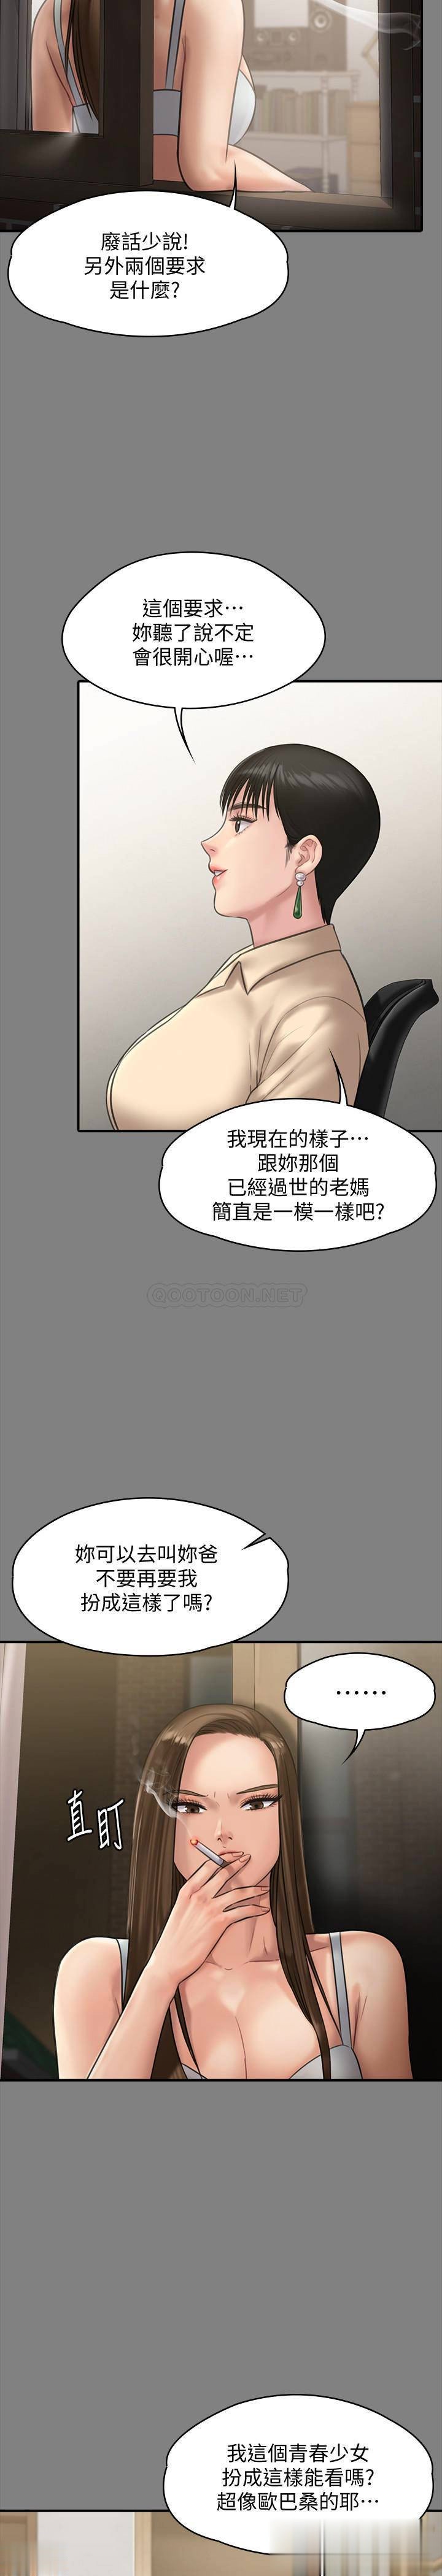 廢話少說!
另外兩個要求
是什麼?
這個要求⋯
妳聽了說不定
會很開心喔⋯
我現在的樣子⋯
跟妳那個
已經過世的老媽
簡直是一模一樣吧?
QOOTOON.NET
妳可以去叫妳爸
不要再要我
扮成這樣了嗎?
⋯⋯
直盯
我這個青春少女
扮成這樣能看嗎?
超像歐巴桑的耶⋯